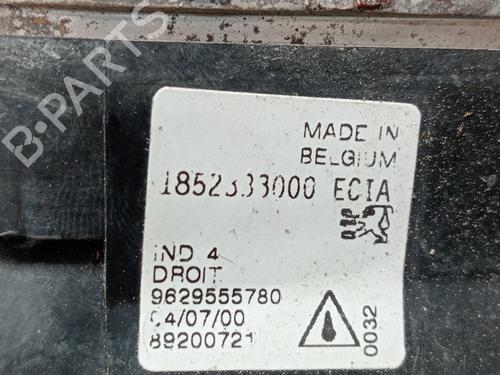 B-PARTS
MADE IN
BELGIUM
1852333000 ECIA
IND 4
DROIT
9629555780
04/07/00
89200721
0032